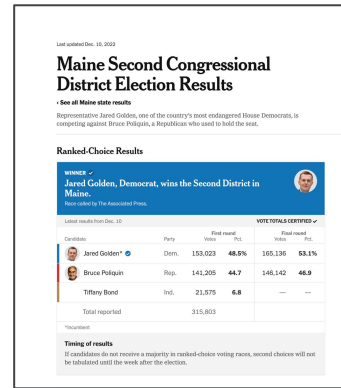 Last updated Dec. 10, 2022
Maine Second Congressional
District Election Results
› See all Maine state results
Representative Jared Golden, one of the country's most endangered House Democrats, is
competing against Bruce Poliquin, a Republican who used to hold the seat.
Ranked-Choice Results
WINNER ✓
Jared Golden, Democrat, wins the Second District in
Maine.
Race called by The Associated Press.
Latest results from Dec. 10 VOTE TOTALS CERTIFIED ✓
First round Final round
Candidate Party Votes Pct. Votes Pct.
Jared Golden* ✓ Dem. 153,023 48.5% 165,136 53.1%
Bruce Poliquin Rep. 141,205 44.7 146,142 46.9
Tiffany Bond Ind. 21,575 6.8 — —
Total reported 315,803
*Incumbent
Timing of results
If candidates do not receive a majority in ranked-choice voting races, second choices will not
be tabulated until the week after the election.